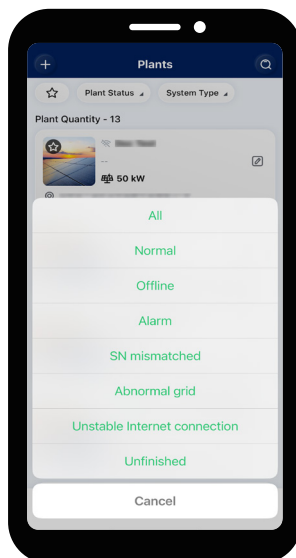 Plants
Plant Status
System Type
Plant Quantity - 13
--
50 kW
All
Normal
Offline
Alarm
SN mismatched
Abnormal grid
Unstable Internet connection
Unfinished
Cancel